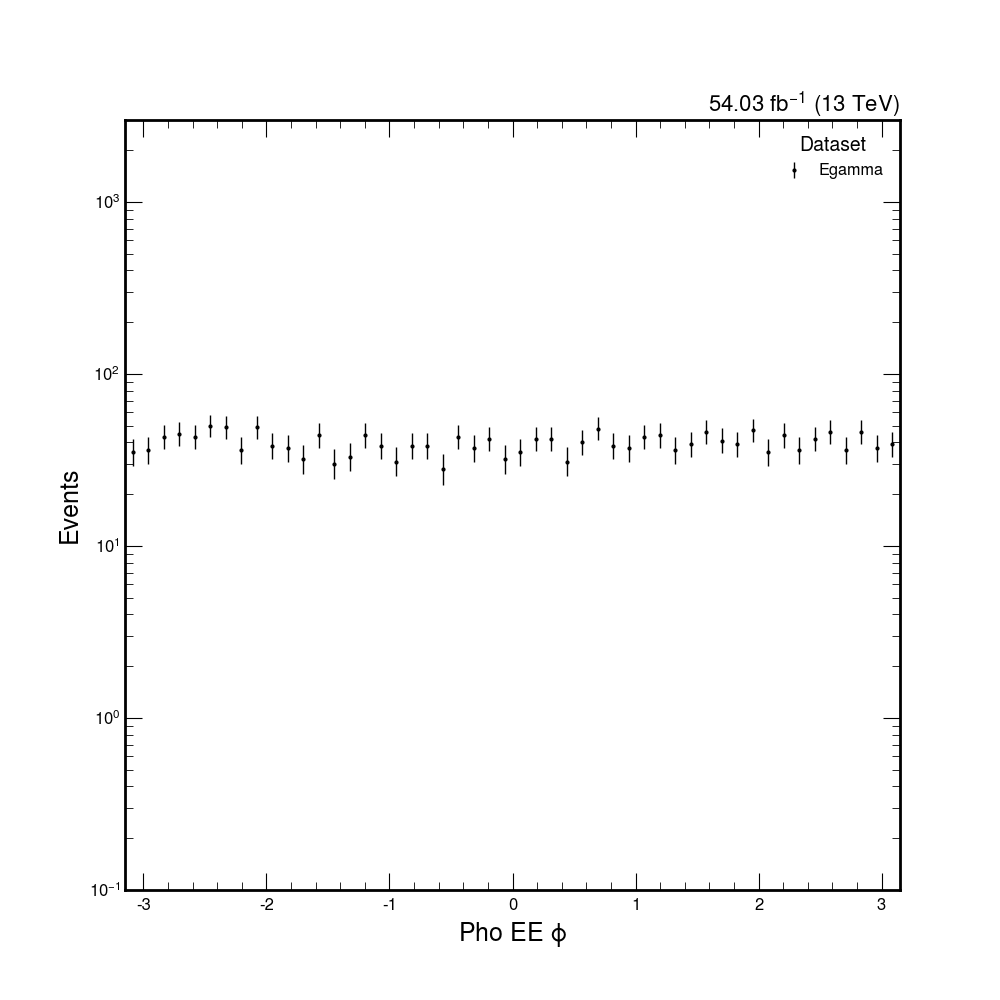 54.03 fb⁻¹ (13 TeV)
Dataset
Egamma
10³
10²
10¹
10⁰
10⁻¹
Events
-3 -2 -1 0 1 2 3
Pho EE ϕ